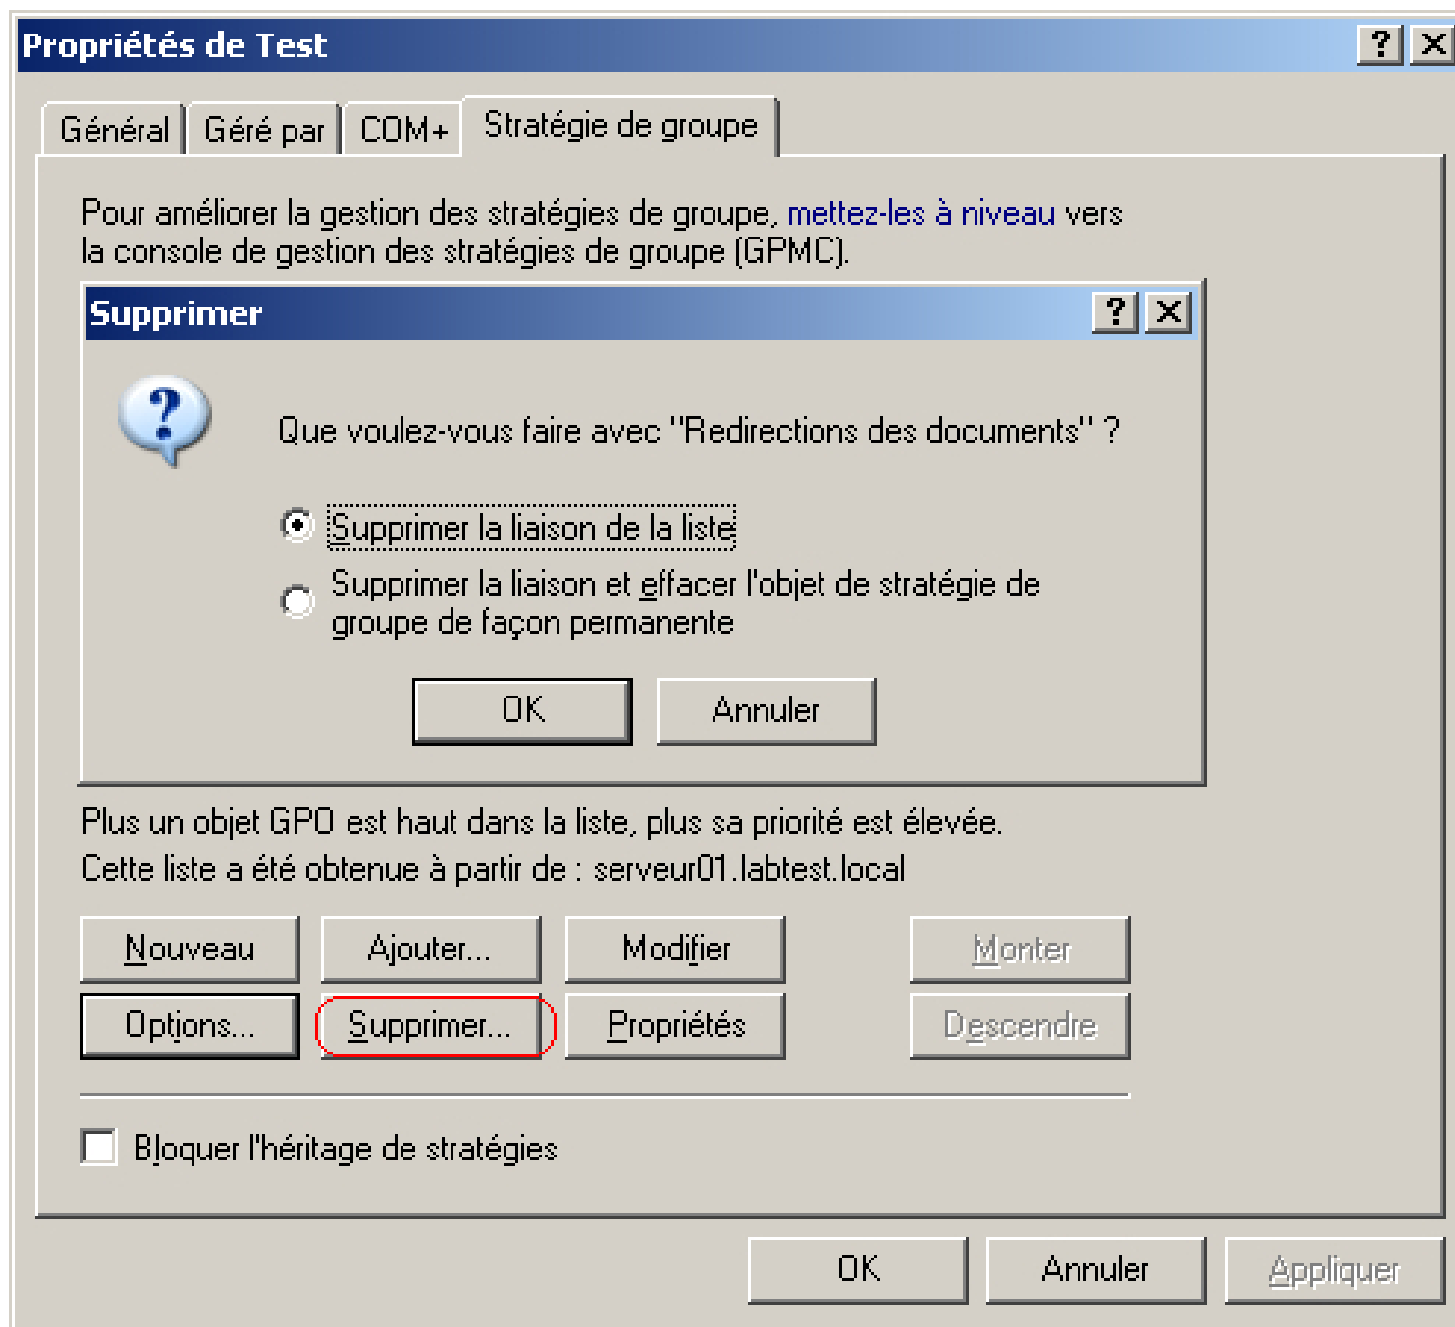 Propriétés de Test
Général Géré par COM+ Stratégie de groupe
Pour améliorer la gestion des stratégies de groupe, mettez-les à niveau vers
la console de gestion des stratégies de groupe (GPMC).
Supprimer
Que voulez-vous faire avec "Redirections des documents" ?
Supprimer la liaison de la liste
Supprimer la liaison et effacer l'objet de stratégie de
groupe de façon permanente
OK Annuler
Plus un objet GPO est haut dans la liste, plus sa priorité est élevée.
Cette liste a été obtenue à partir de : serveur01.labtest.local
Nouveau Ajouter... Modifier Monter
Options... Supprimer... Propriétés Descendre
Bloquer l'héritage de stratégies
OK Annuler Appliquer